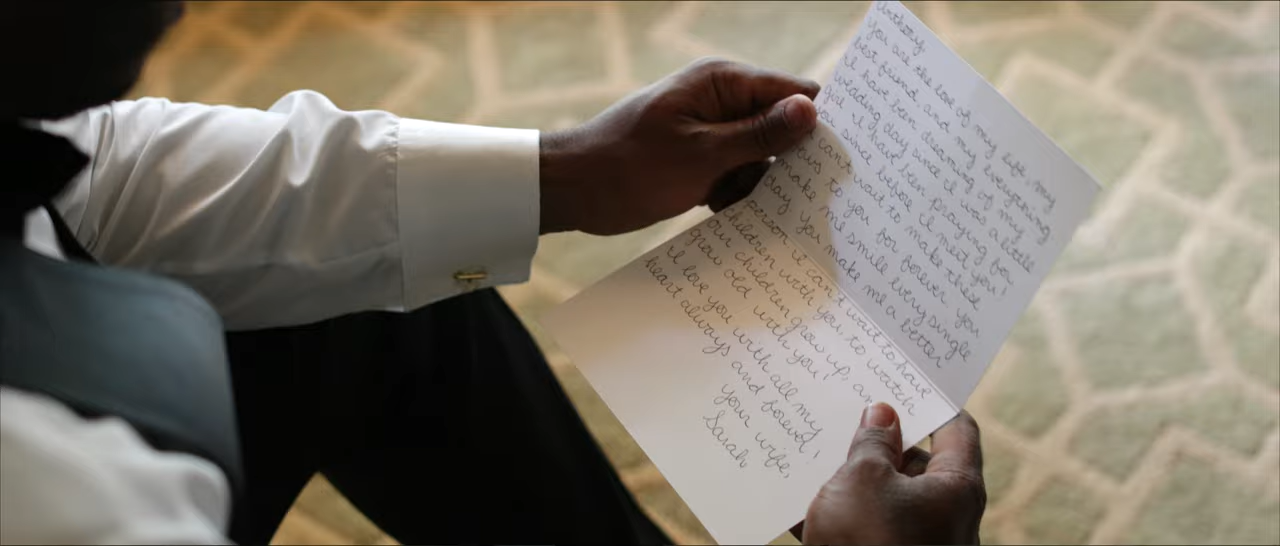 Anthony
you are the love of my life, my
best friend, and my everything
I have been dreaming of my
wedding day since I was a little
girl I have been praying for
you since before I met you!
can't wait to make these
vows to you for forever you
make me smile every single
day you make me a better
person I can't wait to have
children with you, to watch
our children grow up, an
grow old with you!
I love you with all my
heart always and forever!
your wife,
Sarah